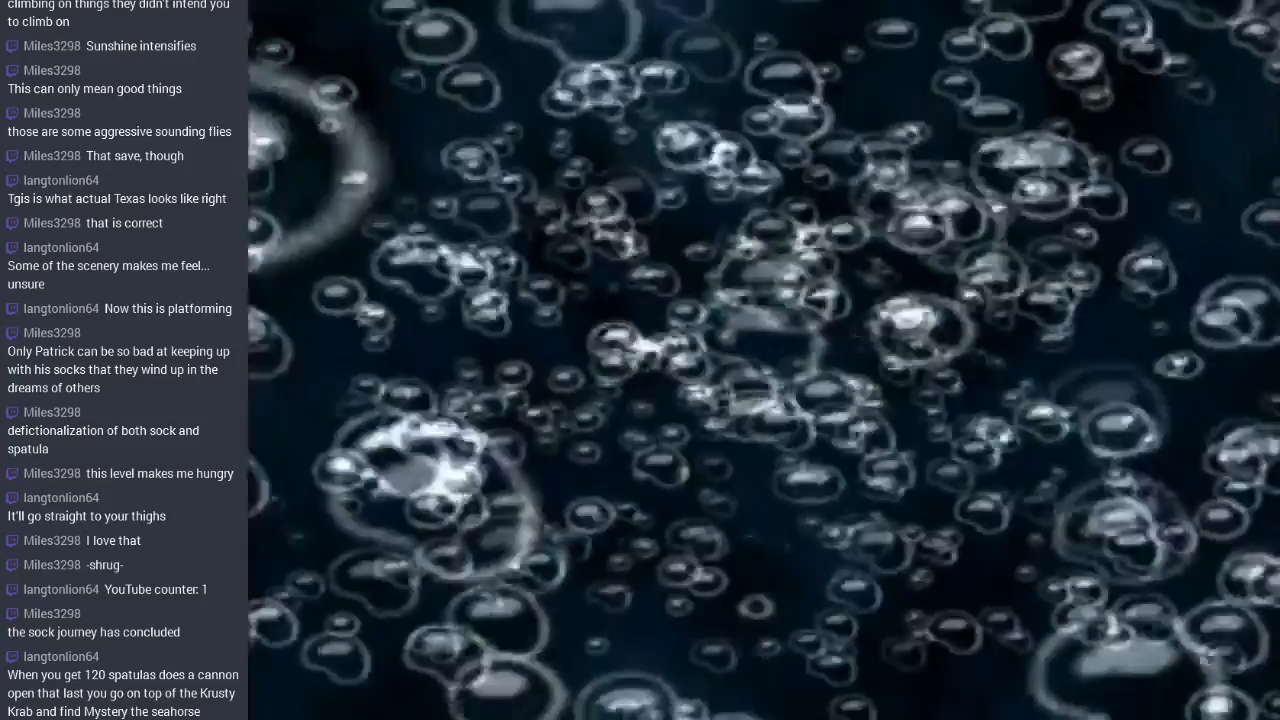 climbing on things they didn't intend you
to climb on
Miles3298 Sunshine intensifies
Miles3298
This can only mean good things
Miles3298
those are some aggressive sounding flies
Miles3298 That save, though
langtonlion64
Tgis is what actual Texas looks like right
Miles3298 that is correct
langtonlion64
Some of the scenery makes me feel...
unsure
langtonlion64 Now this is platforming
Miles3298
Only Patrick can be so bad at keeping up
with his socks that they wind up in the
dreams of others
Miles3298
defictionalization of both sock and
spatula
Miles3298 this level makes me hungry
langtonlion64
It'll go straight to your thighs
Miles3298 I love that
Miles3298 -shrug-
langtonlion64 YouTube counter: 1
Miles3298
the sock journey has concluded
langtonlion64
When you get 120 spatulas does a cannon
open that last you go on top of the Krusty
Krab and find Mystery the seahorse